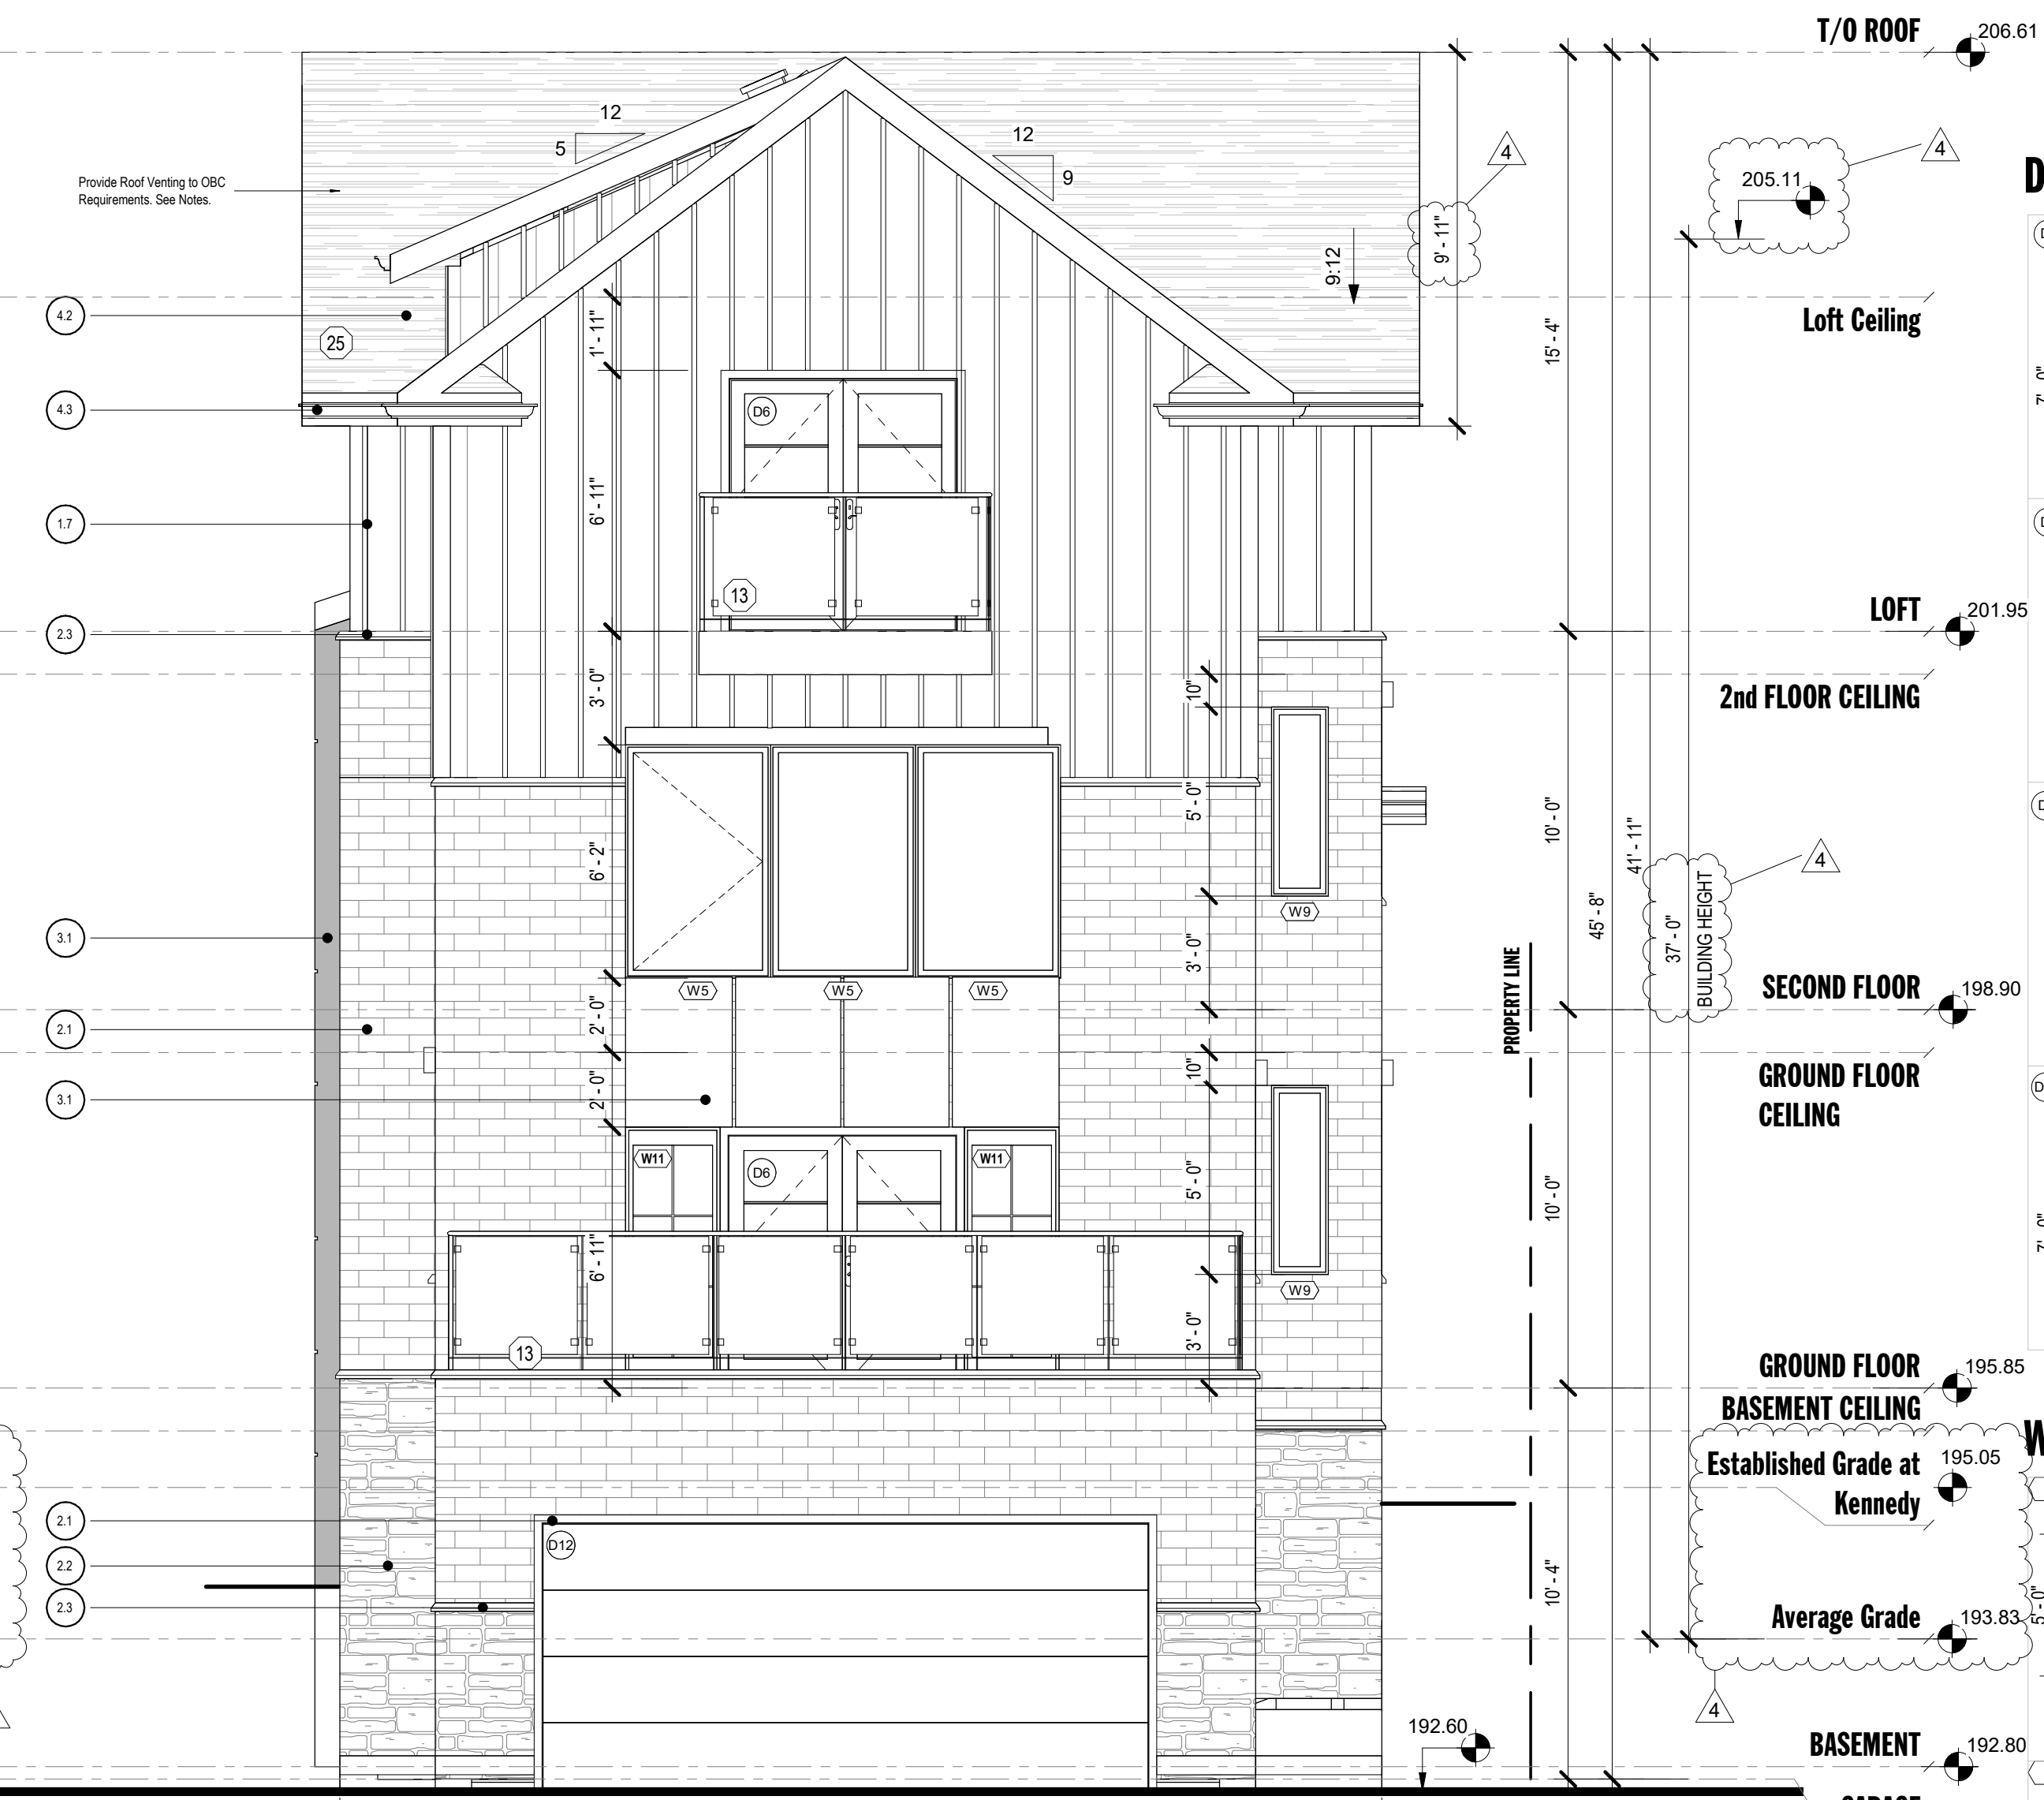 T/O ROOF
206.61
12
5
12
9
4
4
205.11
Provide Roof Venting to OBC
Requirements. See Notes.
9' - 11"
9:12
4.2
25
1' - 11"
15' - 4"
Loft Ceiling
4.3
D6
1.7
6' - 11"
13
2.3
LOFT
201.95
3' - 0"
10"
2nd FLOOR CEILING
5' - 0"
10' - 0"
6' - 2"
41' - 11"
4
W9
45' - 8"
37' - 0"
BUILDING HEIGHT
3.1
3' - 0"
PROPERTY LINE
W5
W5
W5
SECOND FLOOR
198.90
2.1
2' - 0"
10"
GROUND FLOOR
CEILING
3.1
2' - 0"
W11
D6
W11
5' - 0"
10' - 0"
6' - 11"
W9
13
3' - 0"
GROUND FLOOR
195.85
BASEMENT CEILING
Established Grade at
Kennedy
195.05
2.1
D12
2.2
2.3
10' - 4"
Average Grade
193.83
5' - 0"
4
192.60
BASEMENT
192.80